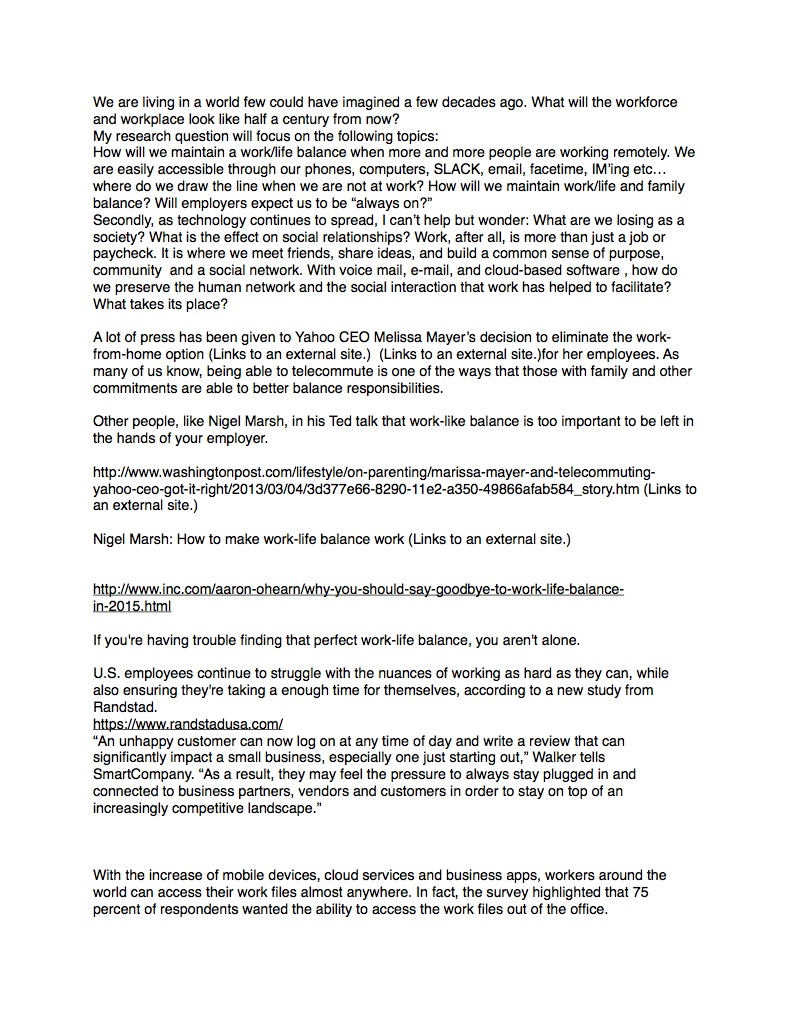 We are living in a world few could have imagined a few decades ago. What will the workforce
and workplace look like half a century from now?
My research question will focus on the following topics:
How will we maintain a work/life balance when more and more people are working remotely. We
are easily accessible through our phones, computers, SLACK, email, facetime, IM'ing etc…
where do we draw the line when we are not at work? How will we maintain work/life and family
balance? Will employers expect us to be “always on?”
Secondly, as technology continues to spread, I can’t help but wonder: What are we losing as a
society? What is the effect on social relationships? Work, after all, is more than just a job or
paycheck. It is where we meet friends, share ideas, and build a common sense of purpose,
community  and a social network. With voice mail, e-mail, and cloud-based software , how do
we preserve the human network and the social interaction that work has helped to facilitate?
What takes its place?

A lot of press has been given to Yahoo CEO Melissa Mayer’s decision to eliminate the work-
from-home option (Links to an external site.)  (Links to an external site.)for her employees. As
many of us know, being able to telecommute is one of the ways that those with family and other
commitments are able to better balance responsibilities.

Other people, like Nigel Marsh, in his Ted talk that work-like balance is too important to be left in
the hands of your employer.

http://www.washingtonpost.com/lifestyle/on-parenting/marissa-mayer-and-telecommuting-
yahoo-ceo-got-it-right/2013/03/04/3d377e66-8290-11e2-a350-49866afab584_story.htm (Links to
an external site.)

Nigel Marsh: How to make work-life balance work (Links to an external site.)

http://www.inc.com/aaron-ohearn/why-you-should-say-goodbye-to-work-life-balance-
in-2015.html

If you're having trouble finding that perfect work-life balance, you aren't alone.

U.S. employees continue to struggle with the nuances of working as hard as they can, while
also ensuring they're taking a enough time for themselves, according to a new study from
Randstad.
https://www.randstadusa.com/
“An unhappy customer can now log on at any time of day and write a review that can
significantly impact a small business, especially one just starting out,” Walker tells
SmartCompany. “As a result, they may feel the pressure to always stay plugged in and
connected to business partners, vendors and customers in order to stay on top of an
increasingly competitive landscape.”

With the increase of mobile devices, cloud services and business apps, workers around the
world can access their work files almost anywhere. In fact, the survey highlighted that 75
percent of respondents wanted the ability to access the work files out of the office.